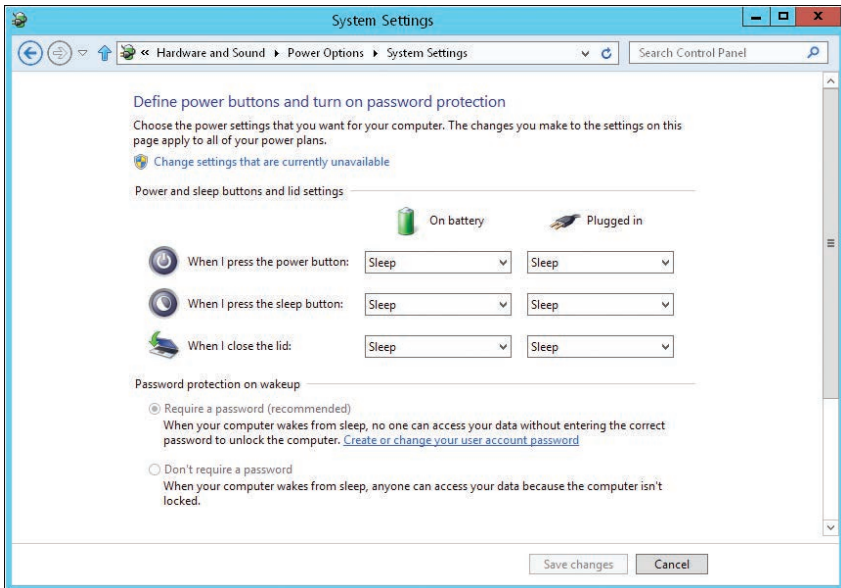 System Settings
« Hardware and Sound ▸ Power Options ▸ System Settings
Search Control Panel
Define power buttons and turn on password protection
Choose the power settings that you want for your computer. The changes you make to the settings on this
page apply to all of your power plans.
Change settings that are currently unavailable
Power and sleep buttons and lid settings
On battery Plugged in
When I press the power button: Sleep Sleep
When I press the sleep button: Sleep Sleep
When I close the lid: Sleep Sleep
Password protection on wakeup
Require a password (recommended)
When your computer wakes from sleep, no one can access your data without entering the correct
password to unlock the computer. Create or change your user account password
Don't require a password
When your computer wakes from sleep, anyone can access your data because the computer isn't
locked.
Save changes Cancel